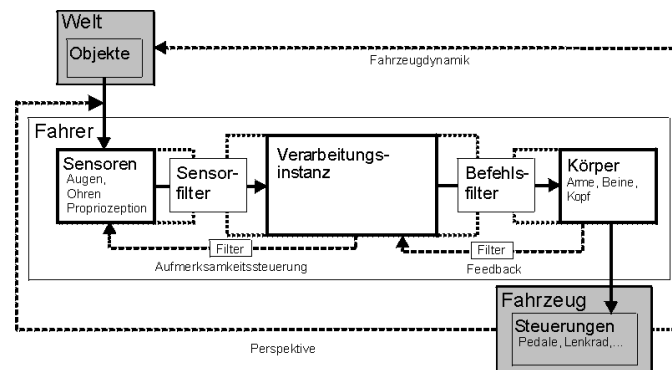 Welt
Objekte
Fahrzeugdynamik
Fahrer
Sensoren
Augen,
Ohren
Propriozeption
Sensor-
filter
Verarbeitungs-
instanz
Befehls-
filter
Körper
Arme, Beine,
Kopf
Filter
Aufmerksamkeitssteuerung
Filter
Feedback
Fahrzeug
Steuerungen
Pedale, Lenkrad,...
Perspektive